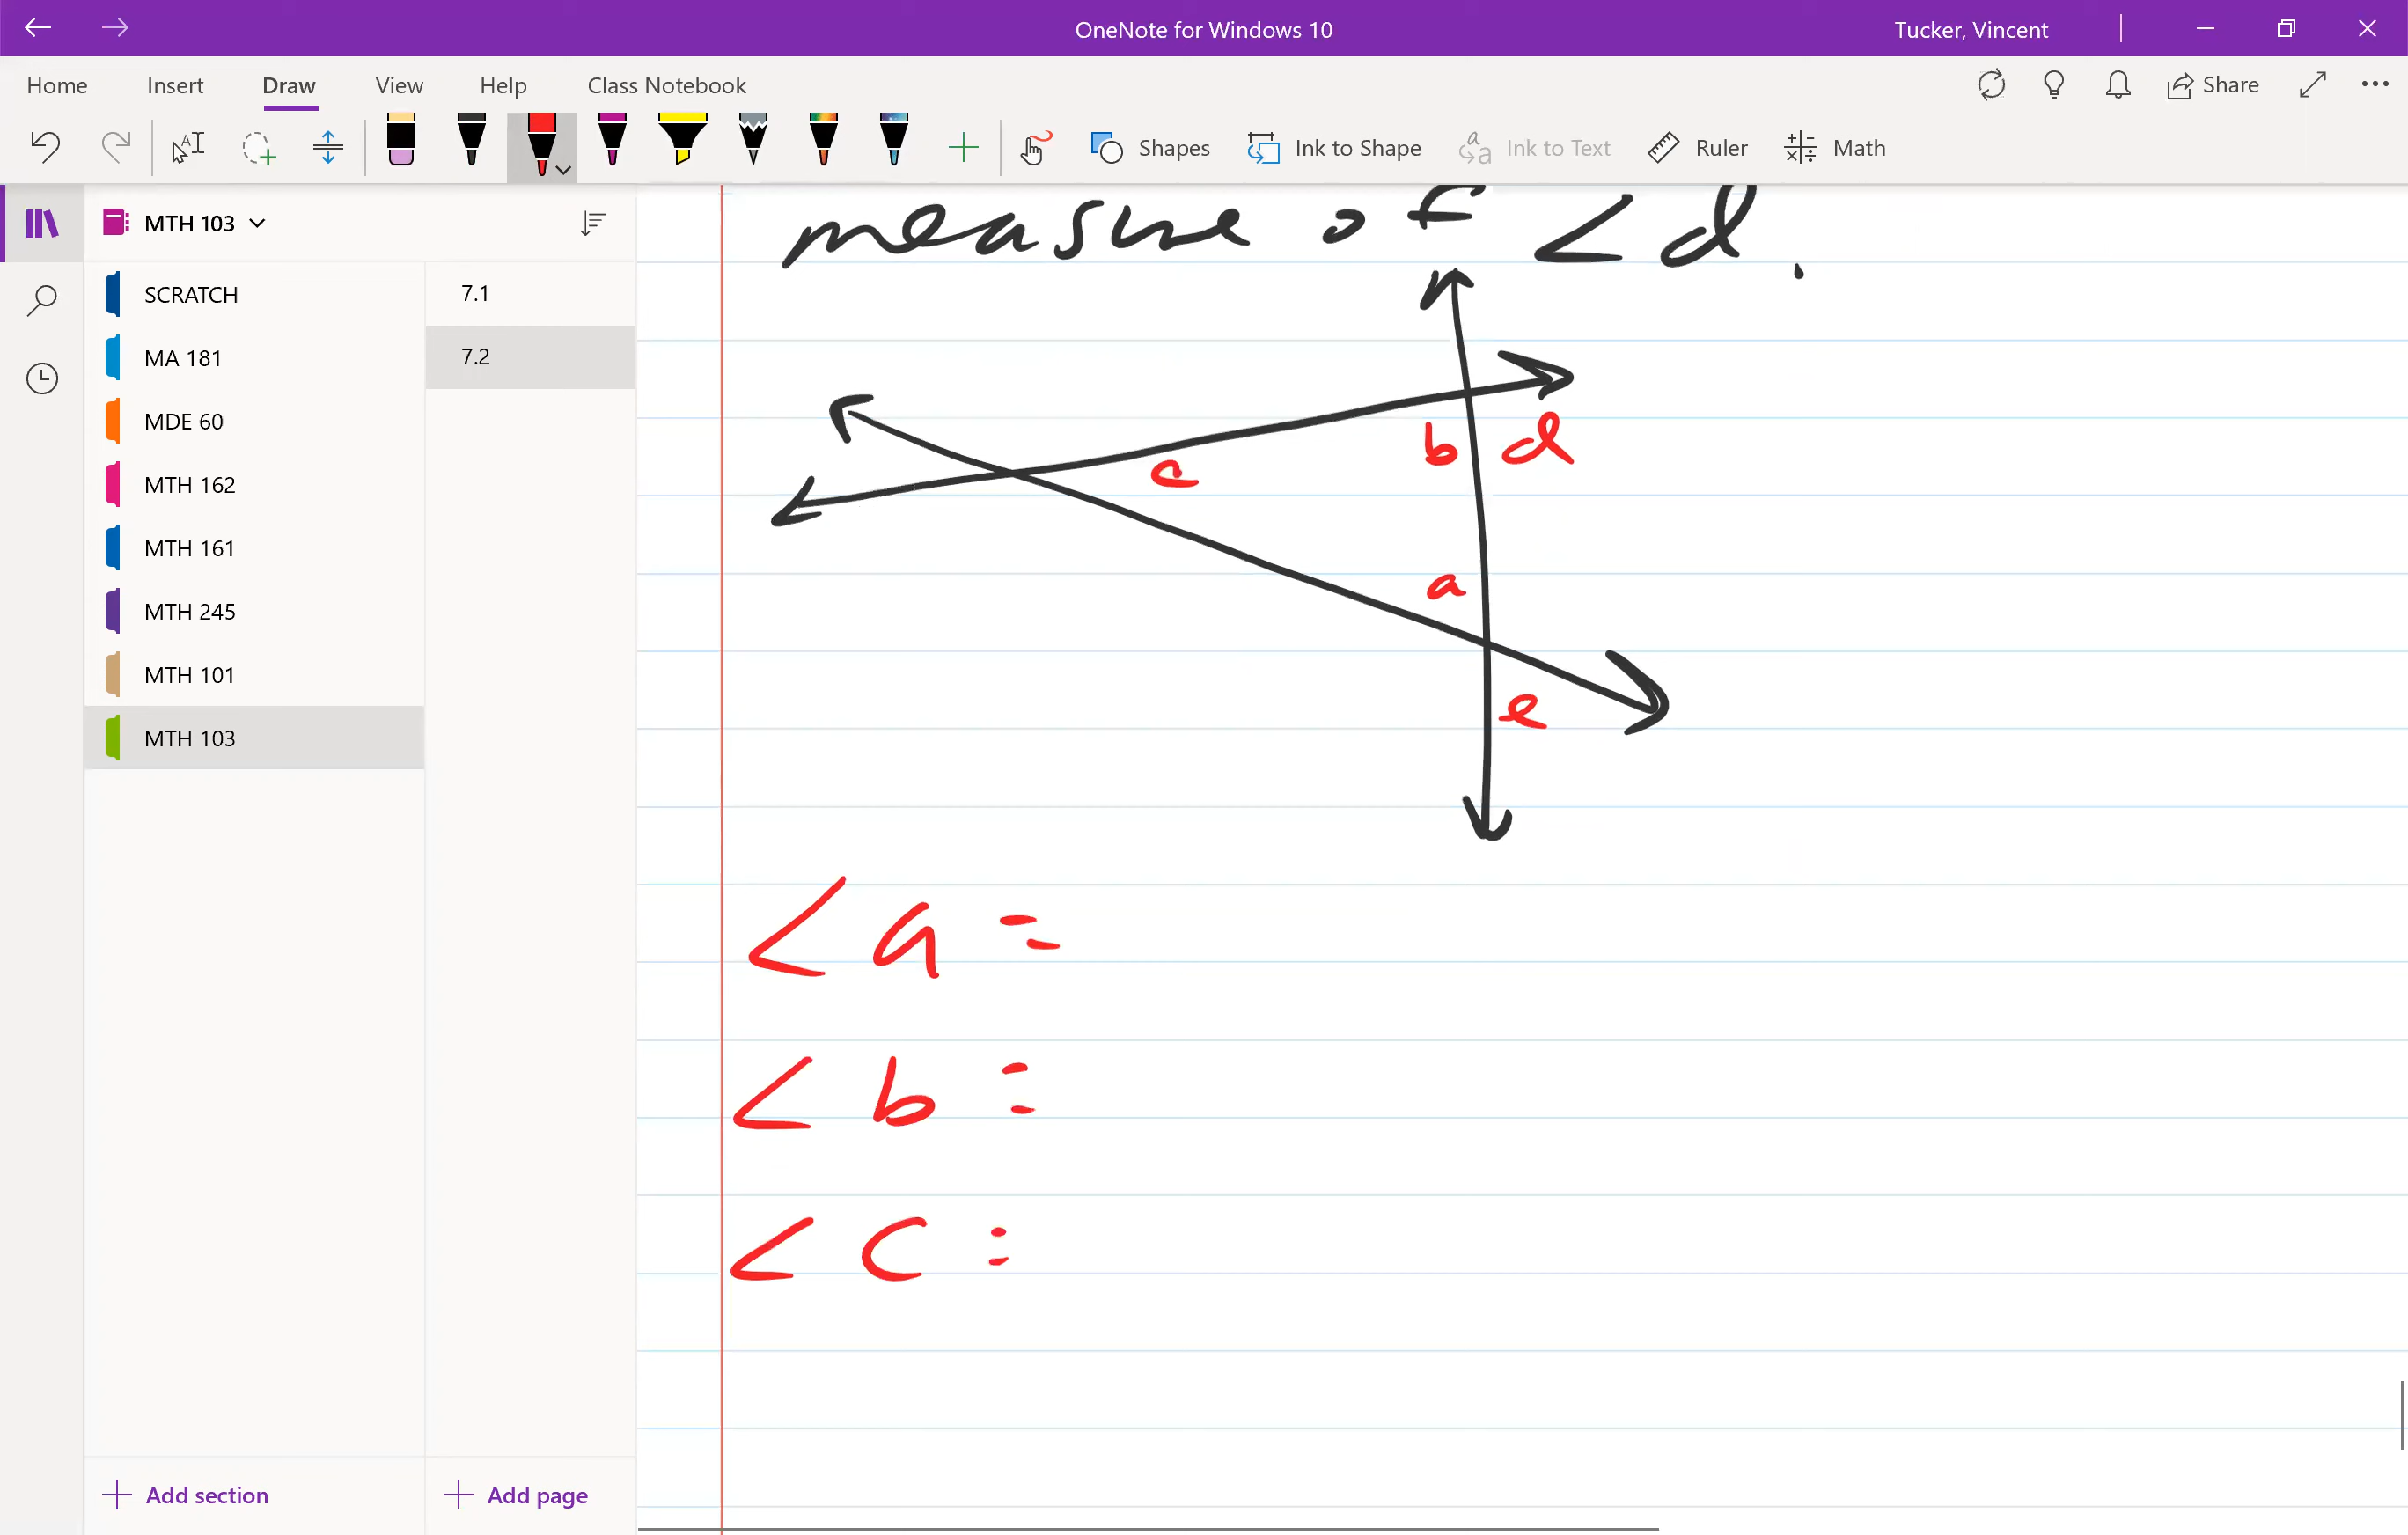 OneNote for Windows 10
Tucker, Vincent
Home Insert Draw View Help Class Notebook
Share
Shapes Ink to Shape Ink to Text Ruler Math
MTH 103
SCRATCH
MA 181
MDE 60
MTH 162
MTH 161
MTH 245
MTH 101
MTH 103
7.1
7.2
Add section
Add page
measure of <d.
b d
c
a
e
<a =
<b =
<c =